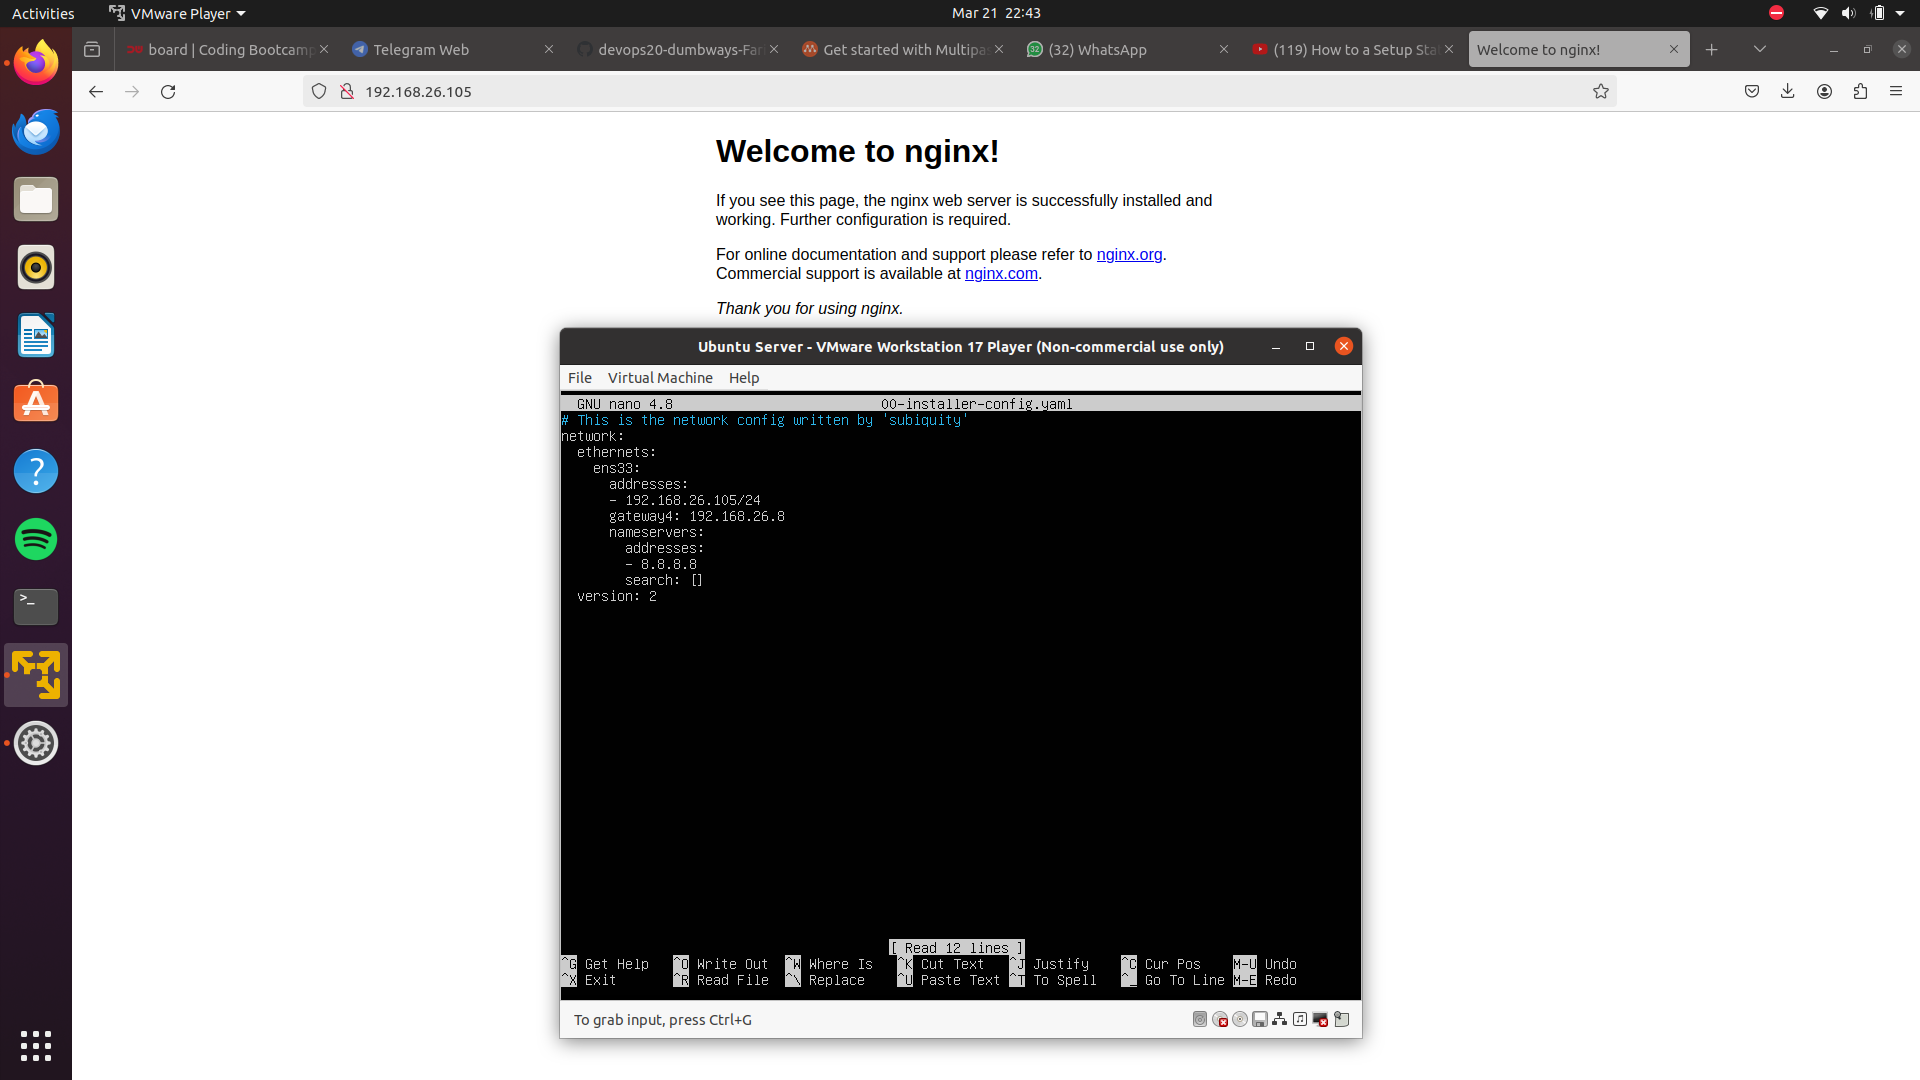 Activities
VMware Player
Mar 21 22:43
board | Coding Bootcamp
Telegram Web
devops20-dumbways-Fari
Get started with Multipas
(32) WhatsApp
(119) How to a Setup Sta
Welcome to nginx!
192.168.26.105
Welcome to nginx!
If you see this page, the nginx web server is successfully installed and
working. Further configuration is required.
For online documentation and support please refer to nginx.org.
Commercial support is available at nginx.com.
Thank you for using nginx.
Ubuntu Server - VMware Workstation 17 Player (Non-commercial use only)
File Virtual Machine Help
GNU nano 4.8 00-installer-config.yaml
# This is the network config written by 'subiquity'
network:
  ethernets:
    ens33:
      addresses:
      - 192.168.26.105/24
      gateway4: 192.168.26.8
      nameservers:
        addresses:
        - 8.8.8.8
        search: []
  version: 2
[ Read 12 lines ]
^G Get Help ^O Write Out ^W Where Is ^K Cut Text ^J Justify ^C Cur Pos M-U Undo
^X Exit ^R Read File ^\ Replace ^U Paste Text ^T To Spell ^_ Go To Line M-E Redo
To grab input, press Ctrl+G